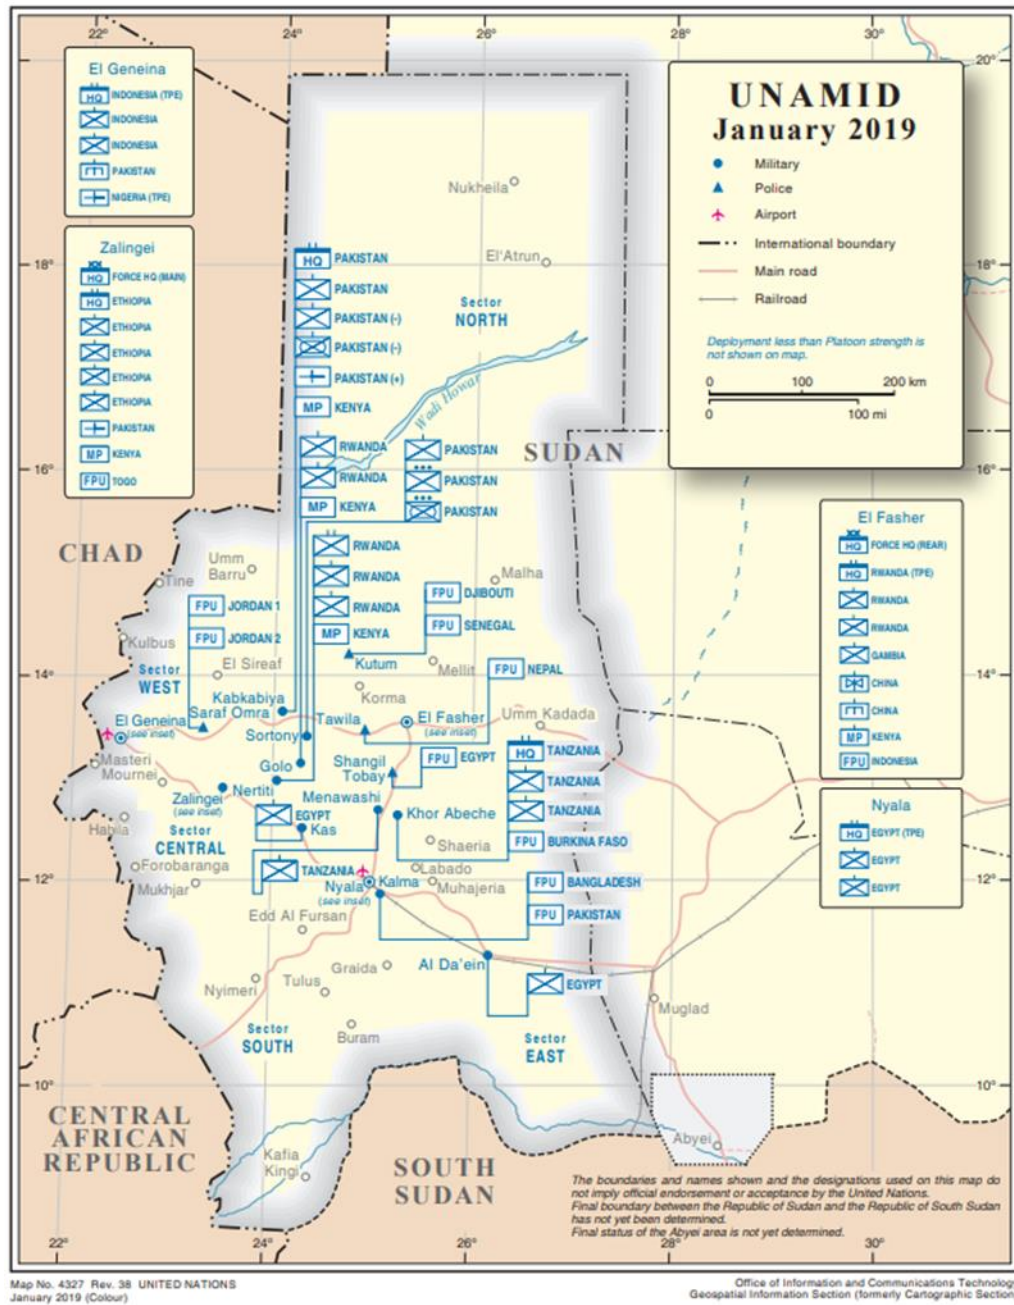 22°
24°
26°
28°
30°
20°
El Geneina
HQ INDONESIA (TPE)
INDONESIA
INDONESIA
PAKISTAN
NIGERIA (TPE)
UNAMID
January 2019
Military
Police
Airport
International boundary
Main road
Railroad
Deployment less than Platoon strength is
not shown on map.
0 100 200 km
0 100 mi
Zalingei
HQ FORCE HQ (MAIN)
HQ ETHIOPIA
ETHIOPIA
ETHIOPIA
ETHIOPIA
ETHIOPIA
PAKISTAN
MP KENYA
FPU TOGO
Nukheila
El'Atrun
18°
18°
Sector
NORTH
HQ PAKISTAN
PAKISTAN
PAKISTAN (-)
PAKISTAN (-)
PAKISTAN (+)
MP KENYA
Wadi Howar
RWANDA
RWANDA
MP KENYA
PAKISTAN
PAKISTAN
PAKISTAN
SUDAN
16°
16°
RWANDA
RWANDA
RWANDA
MP KENYA
El Fasher
HQ FORCE HQ (REAR)
HQ RWANDA (TPE)
RWANDA
RWANDA
GAMBIA
CHINA
CHINA
MP KENYA
FPU INDONESIA
CHAD
Umm
Barru
Tine
Malha
FPU JORDAN 1
FPU JORDAN 2
FPU DJIBOUTI
FPU SENEGAL
Kulbus
Kutum
El Sireaf
Mellit
FPU NEPAL
14°
14°
Sector
WEST
Korma
Kabkabiya
Saraf Omra
El Geneina
(see inset)
Tawila
El Fasher
(see inset)
Umm Kadada
Sortony
Masteri
Mournei
Golo
Shangil
Tobay
FPU EGYPT
HQ TANZANIA
TANZANIA
TANZANIA
FPU BURKINA FASO
Zalingei
(see inset)
Nertiti
Menawashi
Khor Abeche
Nyala
HQ EGYPT (TPE)
EGYPT
EGYPT
Habila
Sector
CENTRAL
EGYPT
Kas
Shaeria
Forobaranga
Mukhjar
TANZANIA
Labado
Muhajeria
12°
12°
Nyala
(see inset)
Kalma
FPU BANGLADESH
FPU PAKISTAN
Edd Al Fursan
Al Da'ein
Graida
Tulus
Nyimeri
EGYPT
Muglad
Buram
Sector
SOUTH
Sector
EAST
10°
10°
CENTRAL
AFRICAN
REPUBLIC
Kafia
Kingi
SOUTH
SUDAN
Abyei
The boundaries and names shown and the designations used on this map do
not imply official endorsement or acceptance by the United Nations.
Final boundary between the Republic of Sudan and the Republic of South Sudan
has not yet been determined.
Final status of the Abyei area is not yet determined.
22°
24°
26°
28°
30°
Map No. 4327 Rev. 38 UNITED NATIONS
January 2019 (Colour)
Office of Information and Communications Technology
Geospatial Information Section (formerly Cartographic Section)